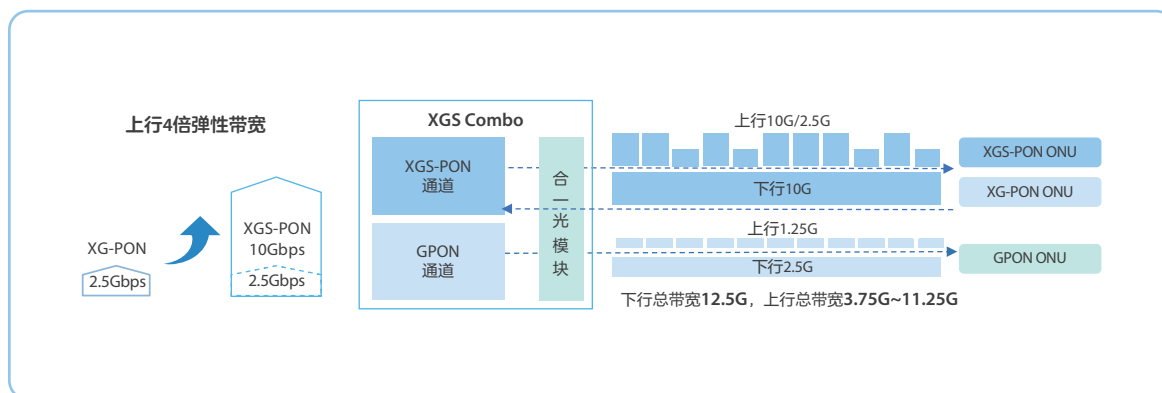 上行4倍弹性带宽
XG-PON
2.5Gbps
XGS-PON
10Gbps
2.5Gbps
XGS Combo
XGS-PON
通道
GPON
通道
合
一
光
模
块
上行10G/2.5G
下行10G
上行1.25G
下行2.5G
下行总带宽12.5G，上行总带宽3.75G~11.25G
XGS-PON ONU
XG-PON ONU
GPON ONU